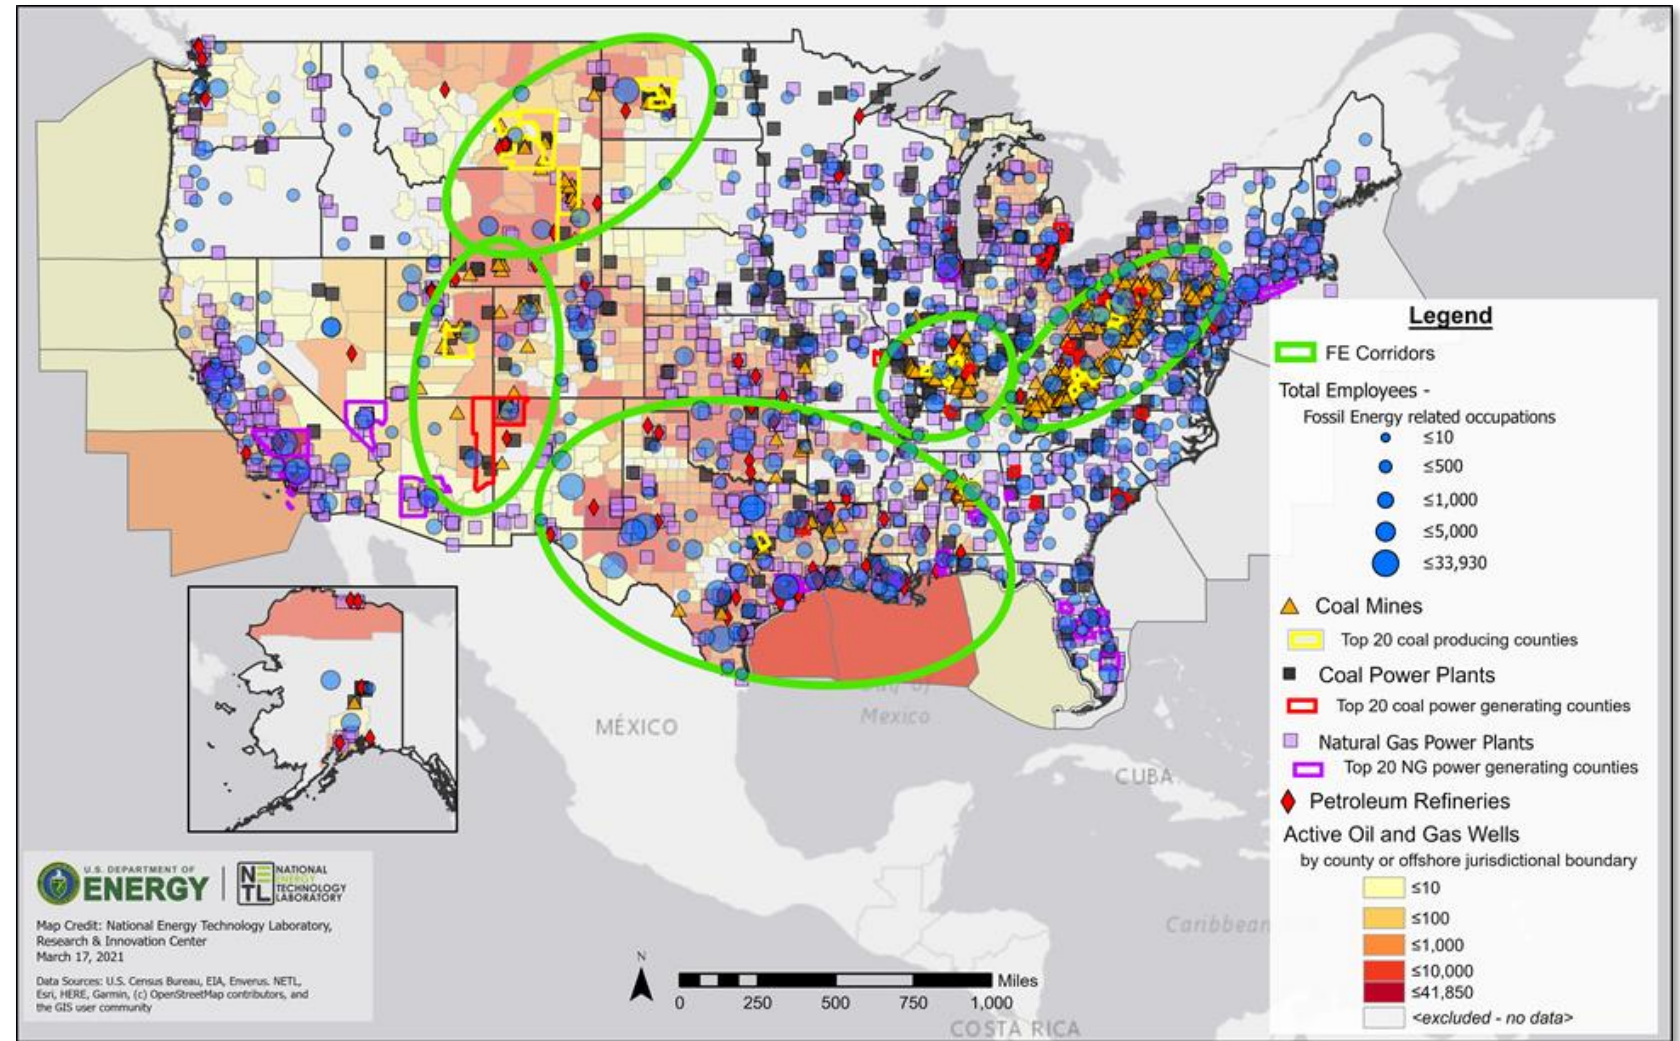 Legend
FE Corridors
Total Employees -
Fossil Energy related occupations
≤10
≤500
≤1,000
≤5,000
≤33,930
Coal Mines
Top 20 coal producing counties
Coal Power Plants
Top 20 coal power generating counties
Natural Gas Power Plants
Top 20 NG power generating counties
Petroleum Refineries
Active Oil and Gas Wells
by county or offshore jurisdictional boundary
≤10
≤100
≤1,000
≤10,000
≤41,850
<excluded - no data>
MÉXICO
Mexico
CUBA
Caribbean
COSTA RICA
U.S. DEPARTMENT OF
ENERGY
NETL
NATIONAL
ENERGY
TECHNOLOGY
LABORATORY
Map Credit: National Energy Technology Laboratory,
Research & Innovation Center
March 17, 2021
Data Sources: U.S. Census Bureau, EIA, Enverus. NETL,
Esri, HERE, Garmin, (c) OpenStreetMap contributors, and
the GIS user community
N
Miles
0 250 500 750 1,000